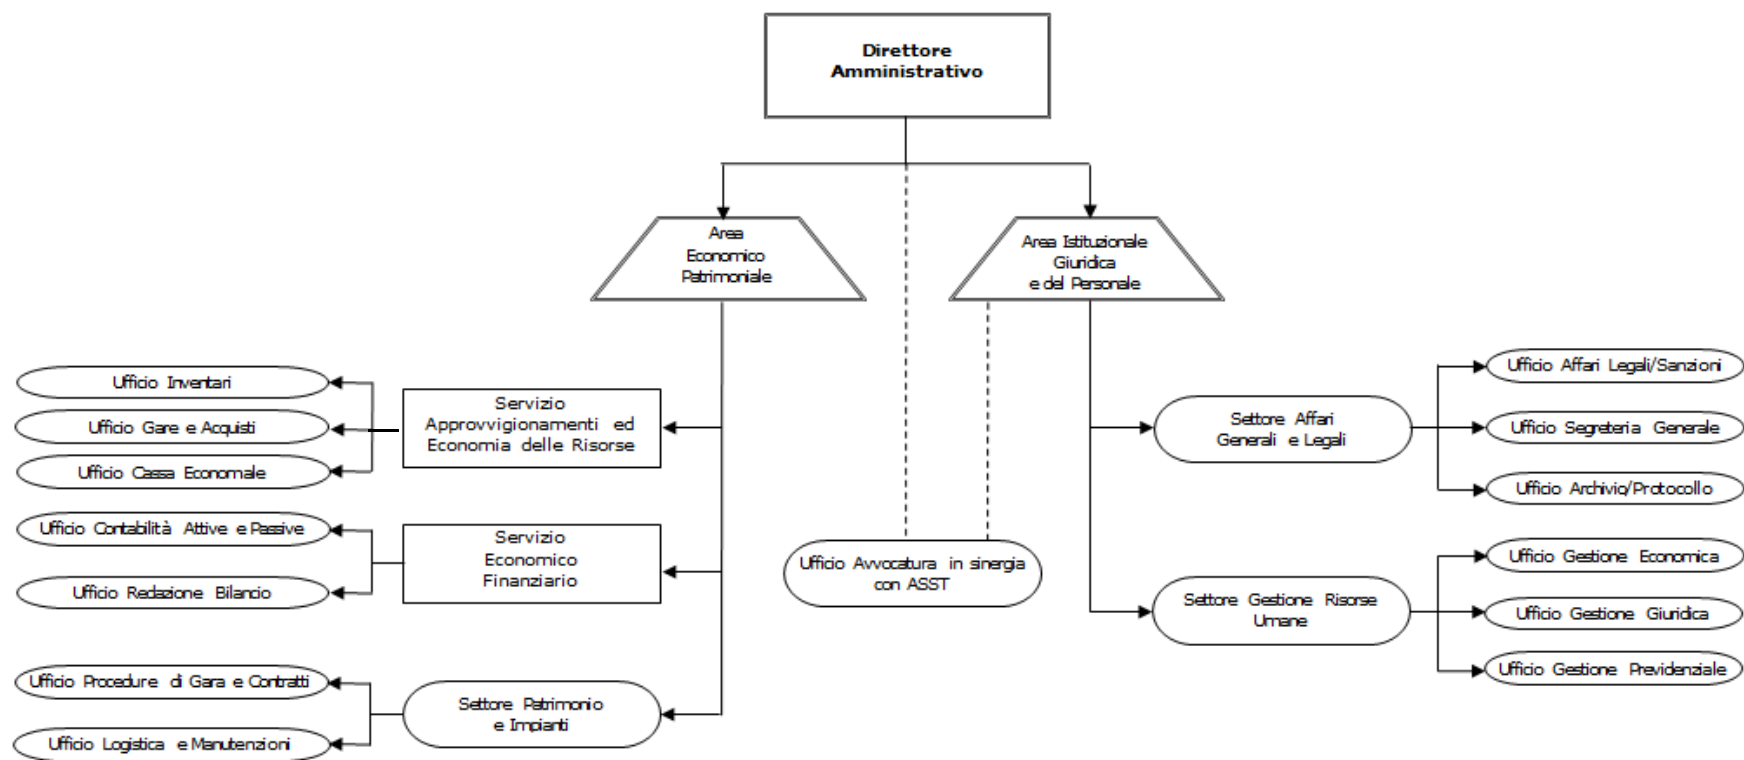 Direttore
Amministrativo
Area
Economico
Patrimoniale
Area Istituzionale
Giuridica
e del Personale
Ufficio Inventari
Ufficio Gare e Acquisti
Ufficio Cassa Economale
Servizio
Approvvigionamenti ed
Economia delle Risorse
Ufficio Contabilità Attive e Passive
Ufficio Redazione Bilancio
Servizio
Economico
Finanziario
Ufficio Procedure di Gara e Contratti
Ufficio Logistica e Manutenzioni
Settore Patrimonio
e Impianti
Ufficio Avvocatura in sinergia
con ASST
Settore Affari
Generali e Legali
Ufficio Affari Legali/Sanzioni
Ufficio Segreteria Generale
Ufficio Archivio/Protocollo
Settore Gestione Risorse
Umane
Ufficio Gestione Economica
Ufficio Gestione Giuridica
Ufficio Gestione Previdenziale